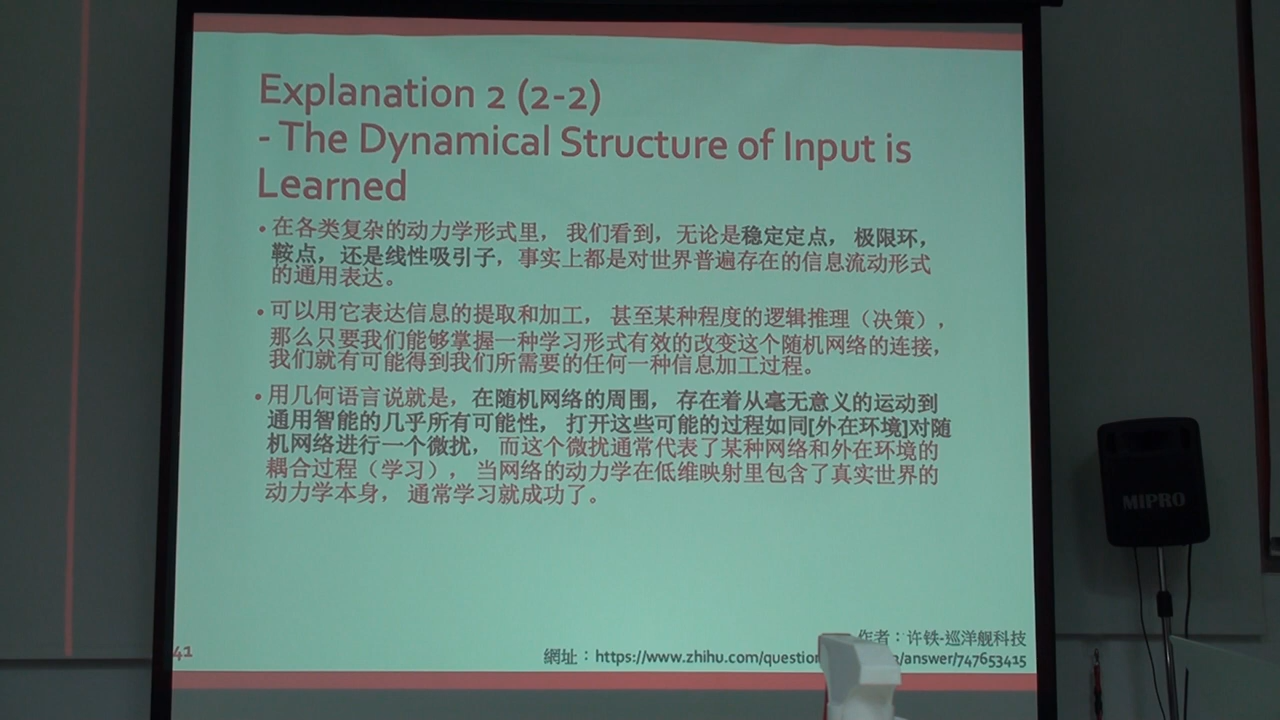 Explanation 2 (2-2)
- The Dynamical Structure of Input is
Learned
• 在各类复杂的动力学形式里， 我们看到，无论是稳定定点， 极限环，
鞍点，还是线性吸引子，事实上都是对世界普遍存在的信息流动形式
的通用表达。
• 可以用它表达信息的提取和加工， 甚至某种程度的逻辑推理（决策），
那么只要我们能够掌握一种学习形式有效的改变这个随机网络的连接，
我们就有可能得到我们所需要的任何一种信息加工过程。
• 用几何语言说就是，在随机网络的周围， 存在着从毫无意义的运动到
通用智能的几乎所有可能性， 打开这些可能的过程如同[外在环境]对随
机网络进行一个微扰， 而这个微扰通常代表了某种网络和外在环境的
耦合过程（学习）， 当网络的动力学在低维映射里包含了真实世界的
动力学本身， 通常学习就成功了。
作者：许铁-巡洋舰科技
41
網址：https://www.zhihu.com/question /answer/747653415
MIPRO